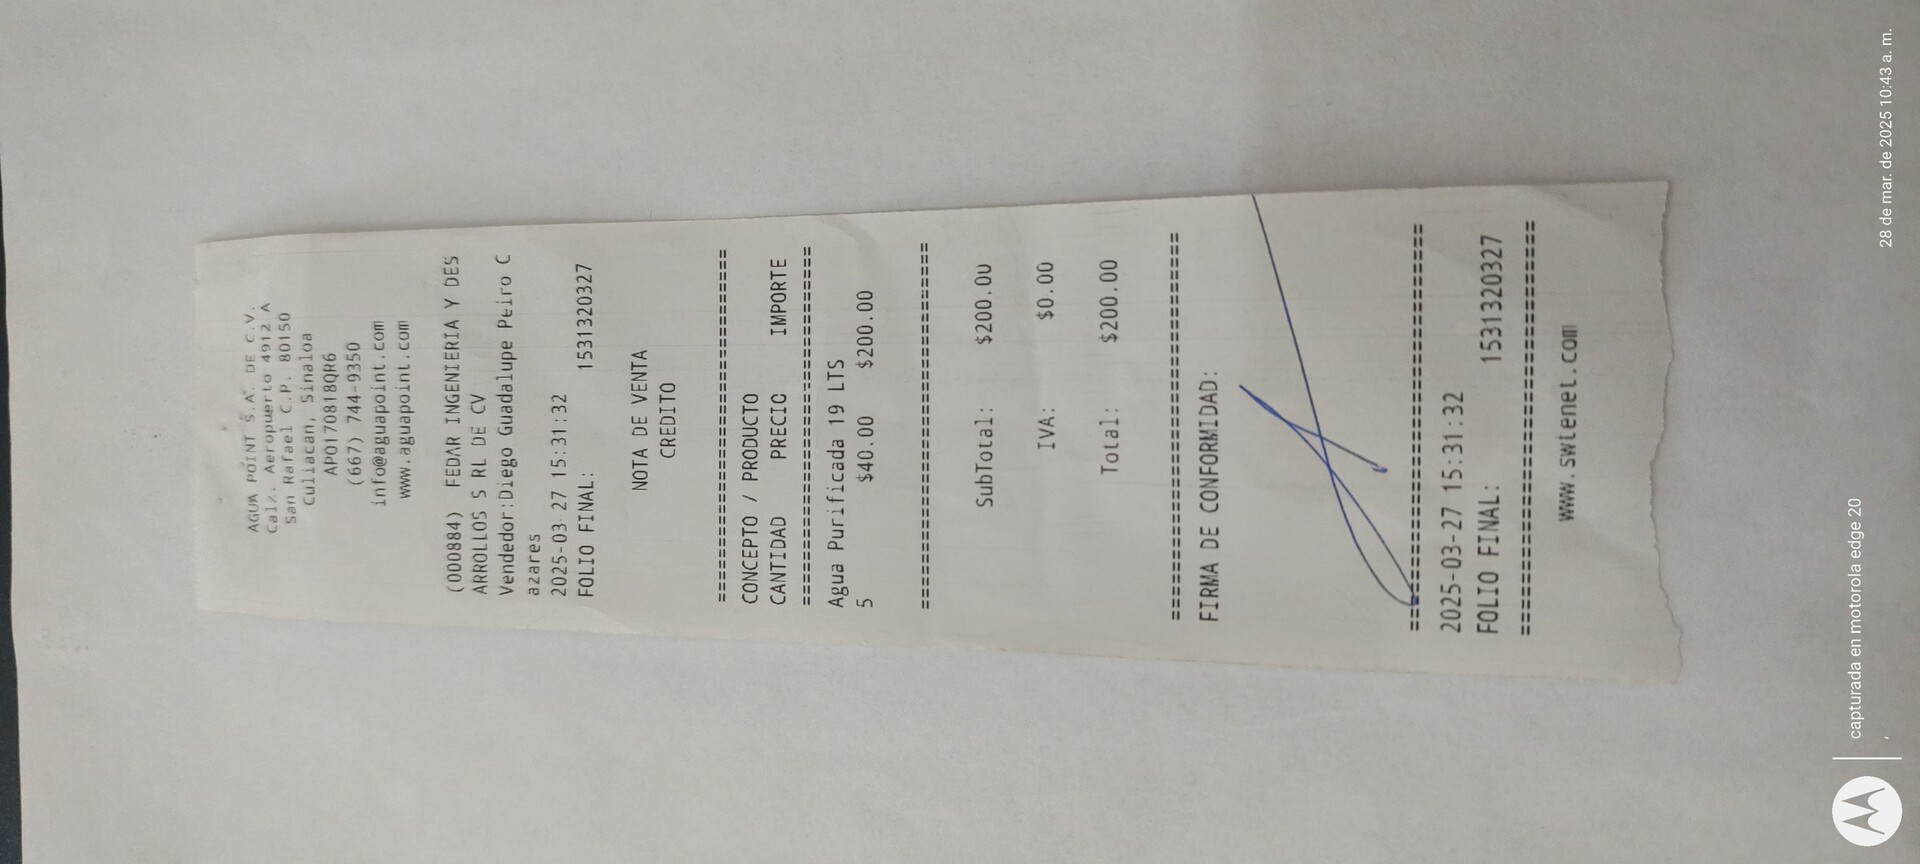 AGUA POINT S.A. DE C.V.
Calz. Aeropuerto 4912 A
San Rafael C.P. 80150
Culiacan, Sinaloa
APO170818QR6
(667) 744-9350
info@aguapoint.com
www.aguapoint.com
(000884) FEDAR INGENIERIA Y DES
ARROLLOS S RL DE CV
Vendedor:Diego Guadalupe Peiro C
azares
2025-03-27 15:31:32
FOLIO FINAL: 1531320327
NOTA DE VENTA
CREDITO
================================
CONCEPTO / PRODUCTO
CANTIDAD PRECIO IMPORTE
================================
Agua Purificada 19 LTS
5 $40.00 $200.00
================================
SubTotal: $200.00
IVA: $0.00
Total: $200.00
================================
FIRMA DE CONFORMIDAD:
================================
2025-03-27 15:31:32
FOLIO FINAL: 1531320327
================================
www.swtenet.com
capturada en motorola edge 20
28 de mar. de 2025 10:43 a. m.